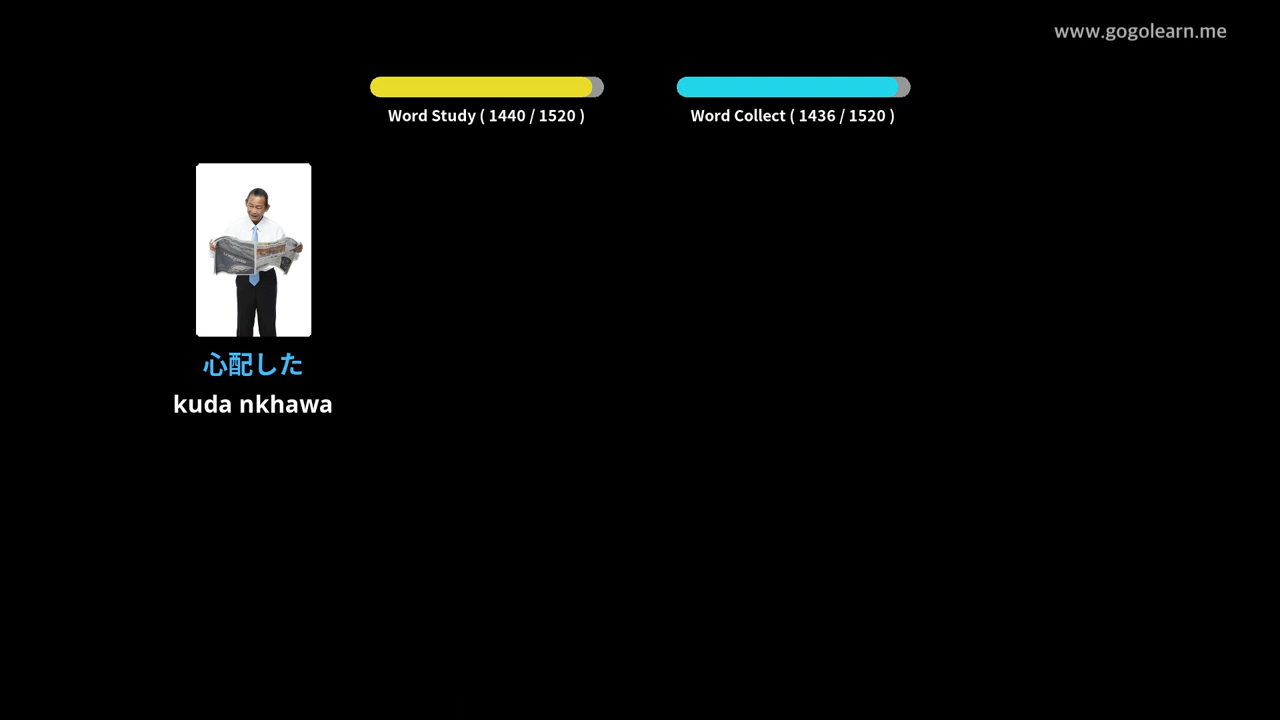 www.gogolearn.me
Word Study ( 1440 / 1520 )
Word Collect ( 1436 / 1520 )
心配した
kuda nkhawa